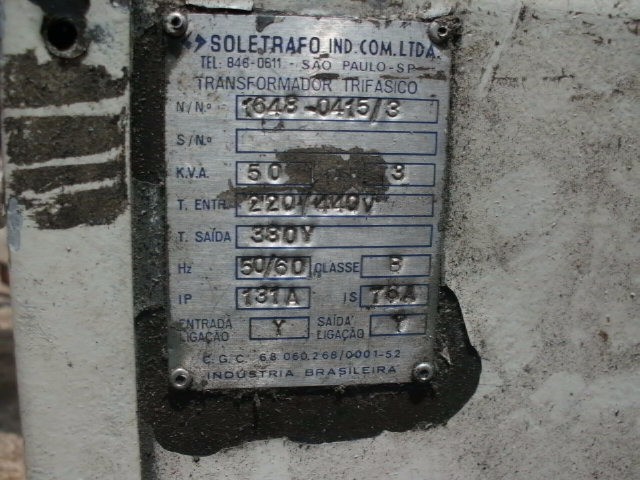 SOLETRAFO IND.COM.LTDA.
TEL: 846-0611 - SÃO PAULO-SP
TRANSFORMADOR TRIFÁSICO
N/Nº 1648-0415/3
S/Nº
K.V.A. 50 3
T. ENTR. 220/440V
T. SAÍDA 380Y
Hz 50/60 CLASSE B
IP 131A IS 76A
ENTRADA LIGAÇÃO Y SAÍDA LIGAÇÃO Y
C.G.C. 68.060.268/0001-52
INDÚSTRIA BRASILEIRA